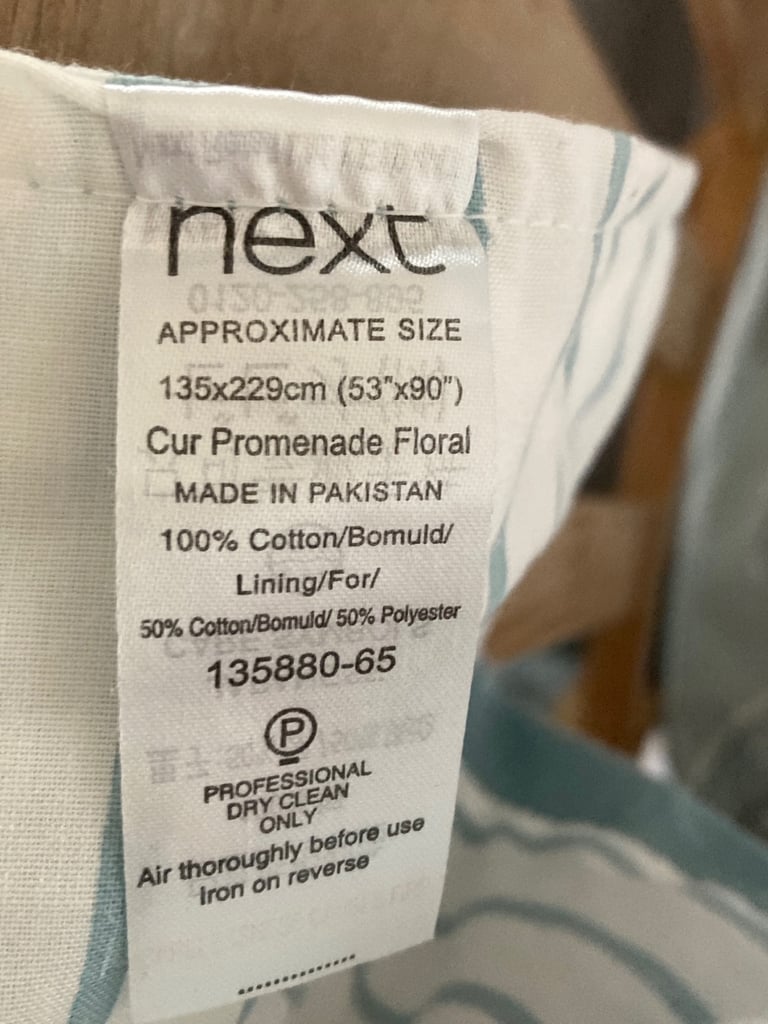 next
APPROXIMATE SIZE
135x229cm (53"x90")
Cur Promenade Floral
MADE IN PAKISTAN
100% Cotton/Bomuld/
Lining/For/
50% Cotton/Bomuld/ 50% Polyester
135880-65
P
PROFESSIONAL
DRY CLEAN
ONLY
Air thoroughly before use
Iron on reverse